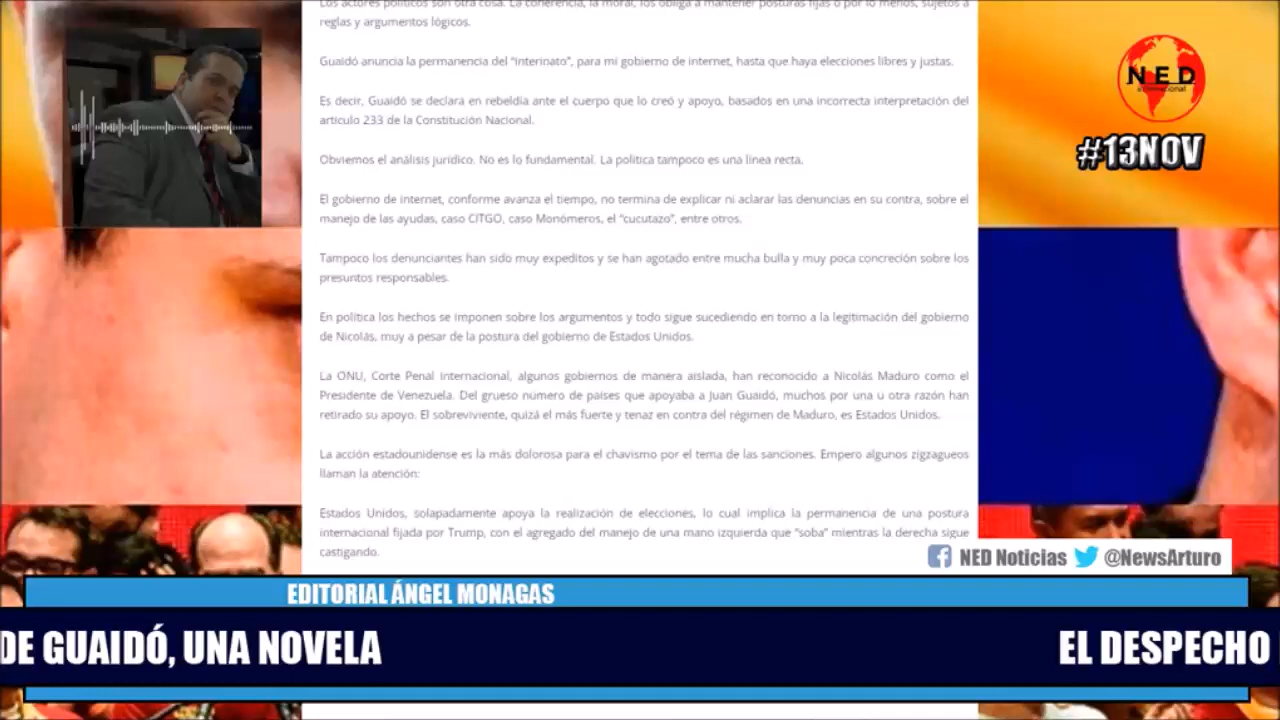 Los actores políticos son otra cosa. La coherencia, la moral, los obliga a mantener posturas fijas o por lo menos, sujetos a
reglas y argumentos lógicos.
Guaidó anuncia la permanencia del "interinato", para mi gobierno de internet, hasta que haya elecciones libres y justas.
Es decir, Guaidó se declara en rebeldía ante el cuerpo que lo creó y apoyo, basados en una incorrecta interpretación del
articulo 233 de la Constitución Nacional.
Obviemos el análisis jurídico. No es lo fundamental. La política tampoco es una línea recta.
El gobierno de internet, conforme avanza el tiempo, no termina de explicar ni aclarar las denuncias en su contra, sobre el
manejo de las ayudas, caso CITGO, caso Monómeros, el "cucutazo", entre otros.
Tampoco los denunciantes han sido muy expeditos y se han agotado entre mucha bulla y muy poca concreción sobre los
presuntos responsables.
En política los hechos se imponen sobre los argumentos y todo sigue sucediendo en torno a la legitimación del gobierno
de Nicolás, muy a pesar de la postura del gobierno de Estados Unidos.
La ONU, Corte Penal internacional, algunos gobiernos de manera aislada, han reconocido a Nicolás Maduro como el
Presidente de Venezuela. Del grueso número de países que apoyaba a Juan Guaidó, muchos por una u otra razón han
retirado su apoyo. El sobreviviente, quizá el más fuerte y tenaz en contra del régimen de Maduro, es Estados Unidos.
La acción estadounidense es la más dolorosa para el chavismo por el tema de las sanciones. Empero algunos zigzagueos
llaman la atención:
Estados Unidos, solapadamente apoya la realización de elecciones, lo cual implica la permanencia de una postura
internacional fijada por Trump, con el agregado del manejo de una mano izquierda que "soba" mientras la derecha sigue
castigando.
NED
internacional
#13NOV
NED Noticias @NewsArturo
EDITORIAL ÁNGEL MONAGAS
DE GUAIDÓ, UNA NOVELA
EL DESPECHO